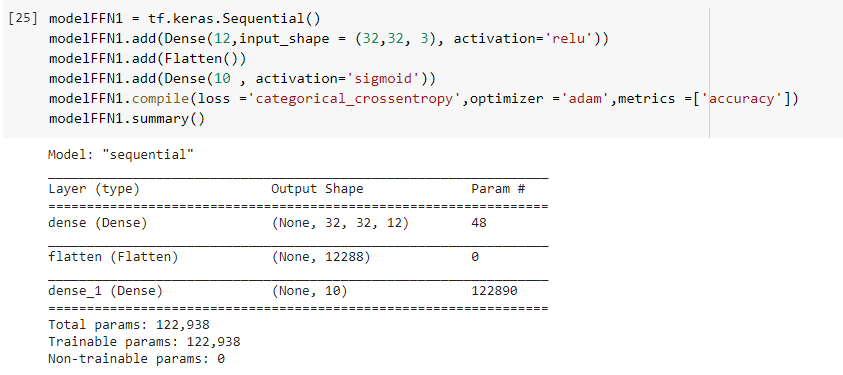 [25] modelFFN1 = tf.keras.Sequential()
modelFFN1.add(Dense(12,input_shape = (32,32, 3), activation='relu'))
modelFFN1.add(Flatten())
modelFFN1.add(Dense(10 , activation='sigmoid'))
modelFFN1.compile(loss ='categorical_crossentropy',optimizer ='adam',metrics =['accuracy'])
modelFFN1.summary()
Model: "sequential"
_________________________________________________________________
Layer (type)                 Output Shape              Param #
=================================================================
dense (Dense)                (None, 32, 32, 12)        48
_________________________________________________________________
flatten (Flatten)            (None, 12288)             0
_________________________________________________________________
dense_1 (Dense)              (None, 10)                122890
=================================================================
Total params: 122,938
Trainable params: 122,938
Non-trainable params: 0